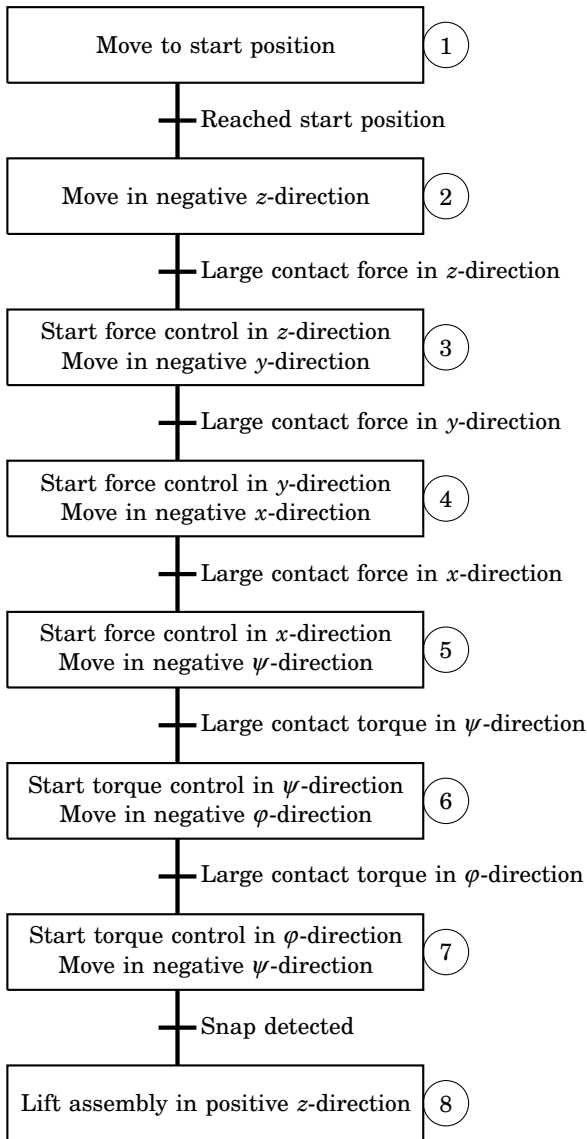 Move to start position
1
Reached start position
Move in negative z-direction
2
Large contact force in z-direction
Start force control in z-direction
Move in negative y-direction
3
Large contact force in y-direction
Start force control in y-direction
Move in negative x-direction
4
Large contact force in x-direction
Start force control in x-direction
Move in negative ψ-direction
5
Large contact torque in ψ-direction
Start torque control in ψ-direction
Move in negative φ-direction
6
Large contact torque in φ-direction
Start torque control in φ-direction
Move in negative ψ-direction
7
Snap detected
Lift assembly in positive z-direction
8